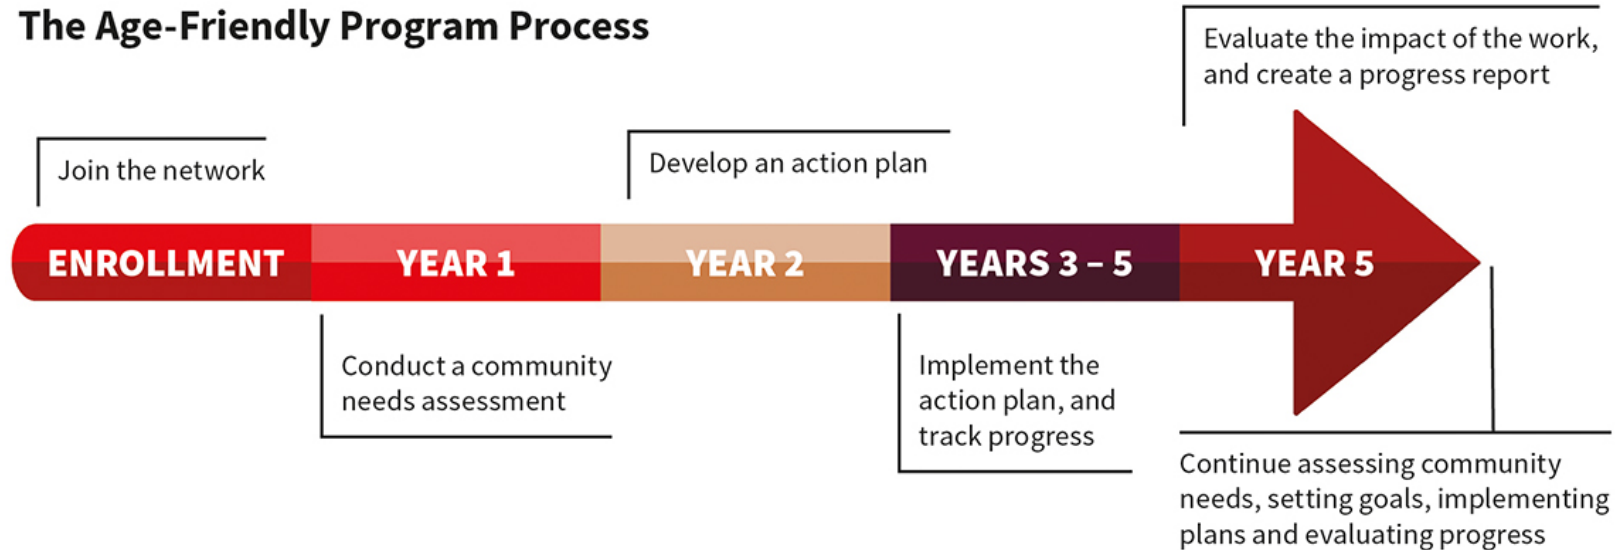 The Age-Friendly Program Process
Evaluate the impact of the work,
and create a progress report
Join the network
Develop an action plan
ENROLLMENT
YEAR 1
YEAR 2
YEARS 3 – 5
YEAR 5
Conduct a community
needs assessment
Implement the
action plan, and
track progress
Continue assessing community
needs, setting goals, implementing
plans and evaluating progress